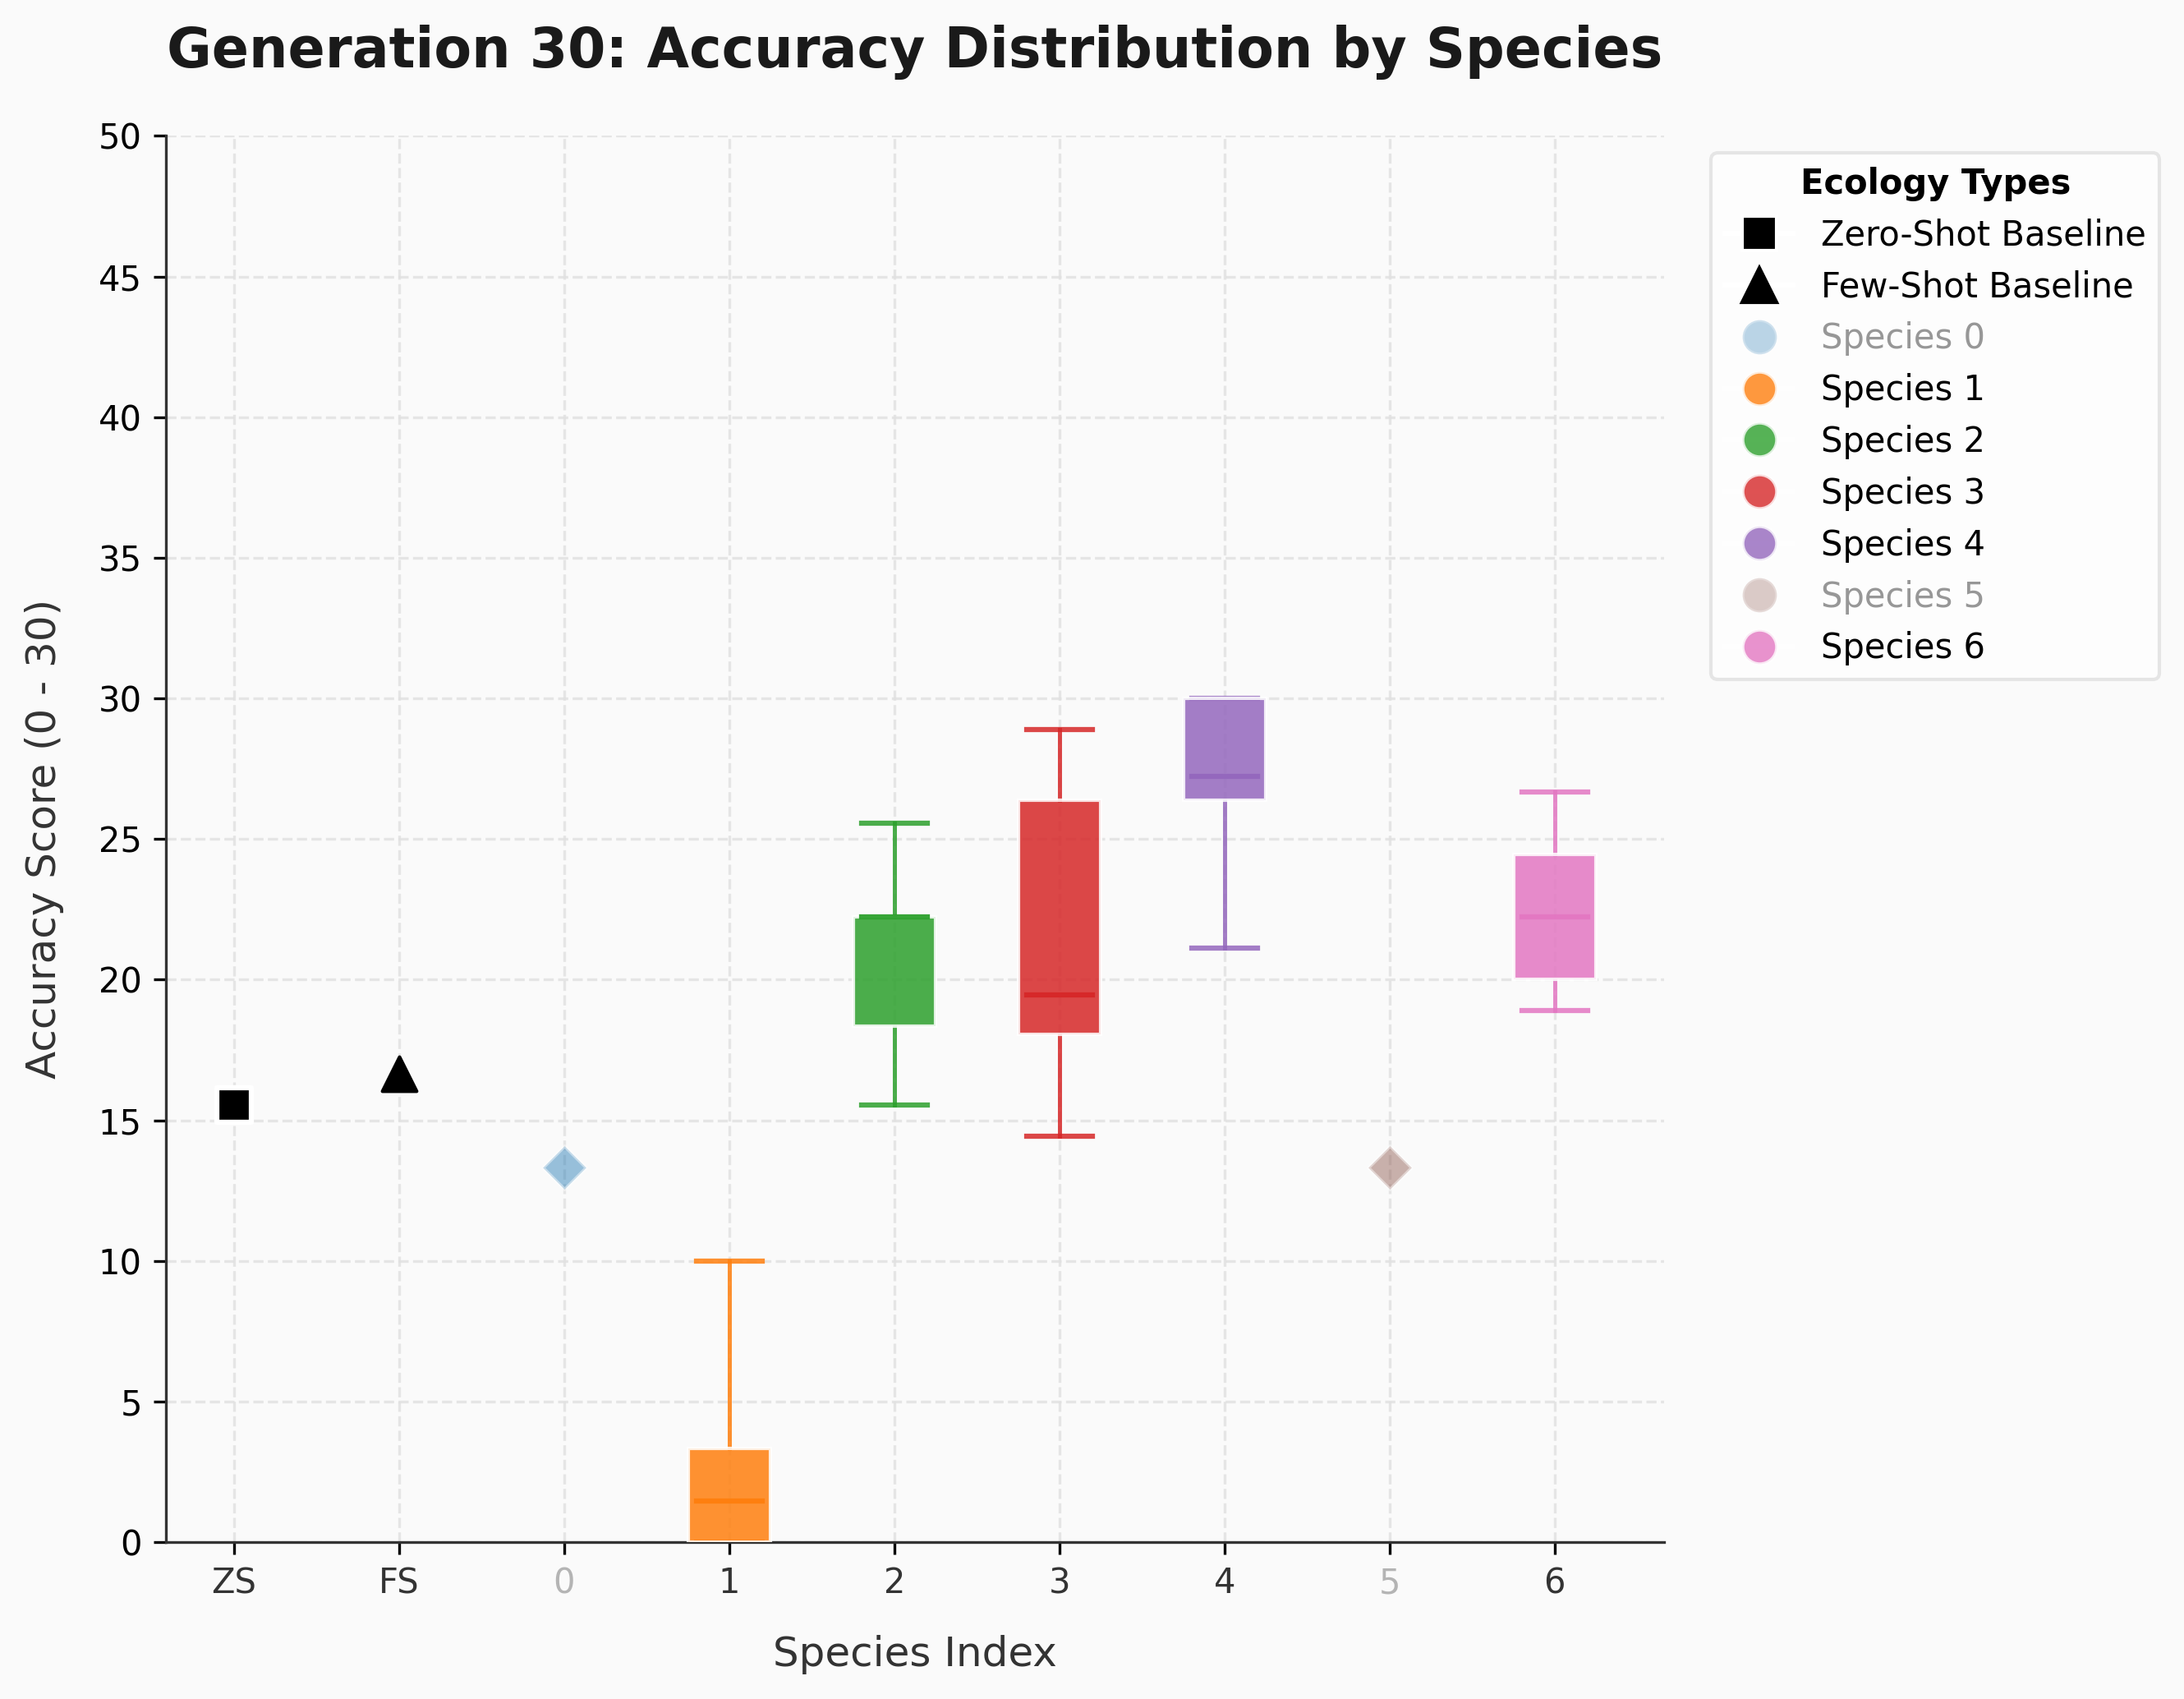 Generation 30: Accuracy Distribution by Species
50
45
40
35
30
25
20
15
10
5
0
Accuracy Score (0 - 30)
ZS FS 0 1 2 3 4 5 6
Species Index
Ecology Types
Zero-Shot Baseline
Few-Shot Baseline
Species 0
Species 1
Species 2
Species 3
Species 4
Species 5
Species 6